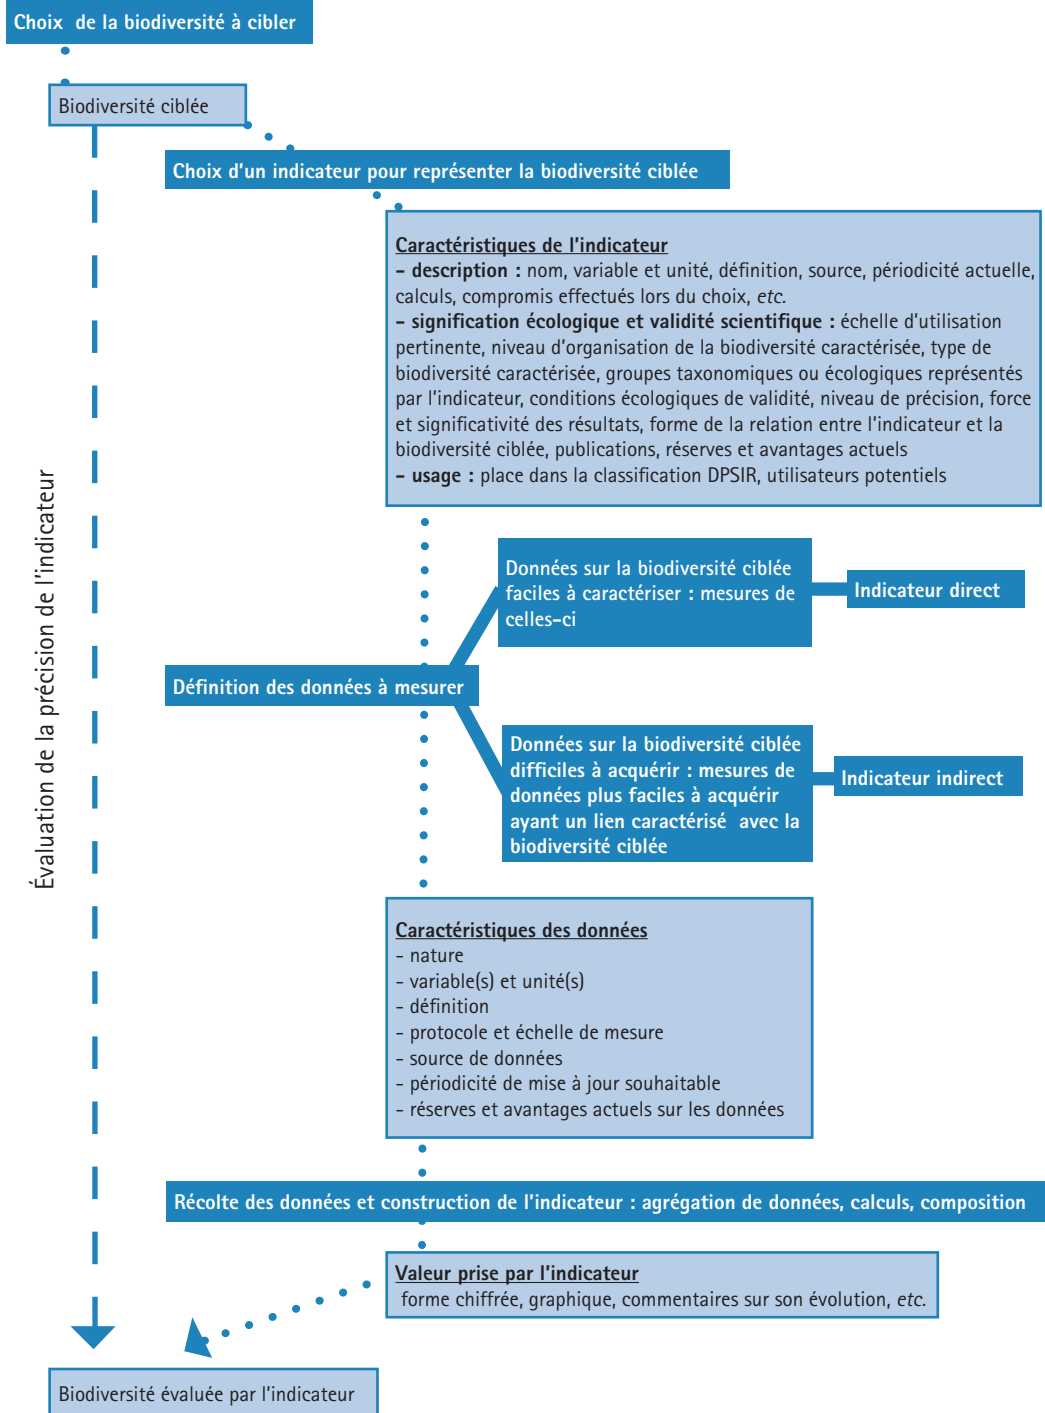 Choix de la biodiversité à cibler
Biodiversité ciblée
Choix d'un indicateur pour représenter la biodiversité ciblée
Caractéristiques de l'indicateur
– description : nom, variable et unité, définition, source, périodicité actuelle,
calculs, compromis effectués lors du choix, etc.
- signification écologique et validité scientifique : échelle d'utilisation
pertinente, niveau d'organisation de la biodiversité caractérisée, type de
biodiversité caractérisée, groupes taxonomiques ou écologiques représentés
par l'indicateur, conditions écologiques de validité, niveau de précision, force
et significativité des résultats, forme de la relation entre l'indicateur et la
biodiversité ciblée, publications, réserves et avantages actuels
– usage : place dans la classification DPSIR, utilisateurs potentiels
Évaluation de la précision de l'indicateur
Données sur la biodiversité ciblée
faciles à caractériser : mesures de
celles-ci
Indicateur direct
Définition des données à mesurer
Données sur la biodiversité ciblée
difficiles à acquérir : mesures de
données plus faciles à acquérir
ayant un lien caractérisé avec la
biodiversité ciblée
Indicateur indirect
Caractéristiques des données
- nature
- variable(s) et unité(s)
- définition
- protocole et échelle de mesure
- source de données
- périodicité de mise à jour souhaitable
- réserves et avantages actuels sur les données
Récolte des données et construction de l'indicateur : agrégation de données, calculs, composition
Valeur prise par l'indicateur
forme chiffrée, graphique, commentaires sur son évolution, etc.
Biodiversité évaluée par l'indicateur